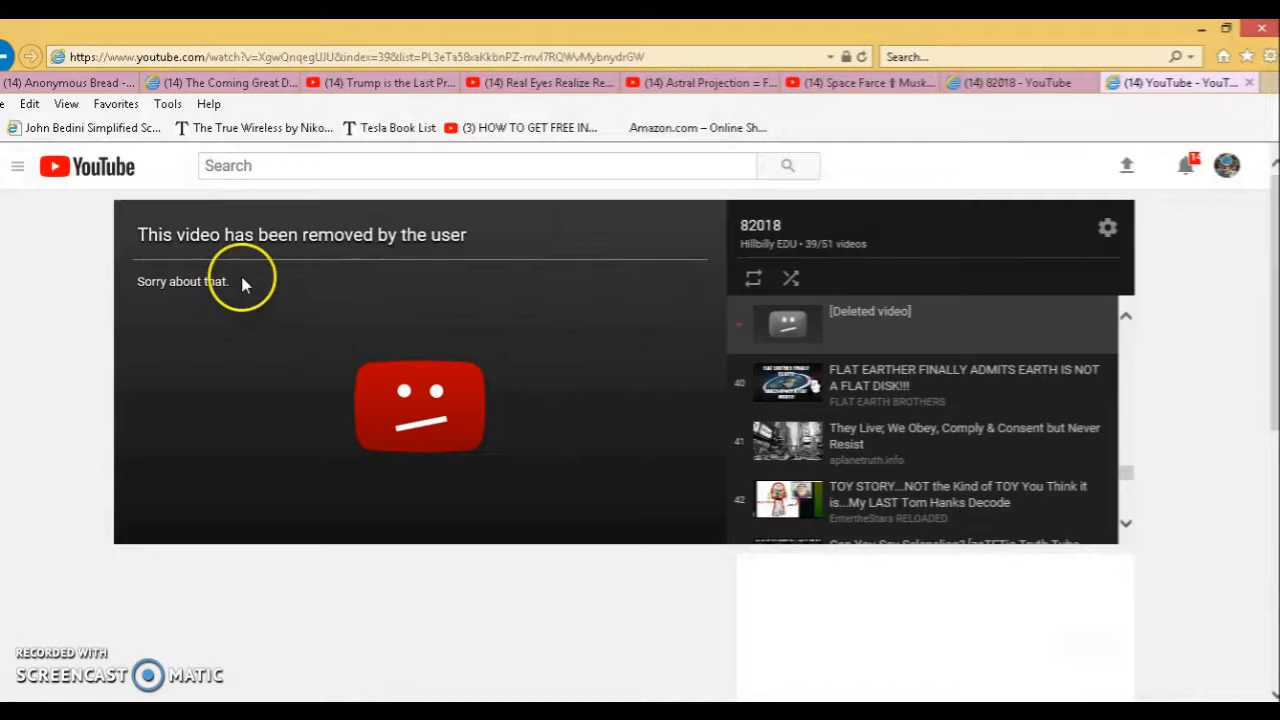 https://www.youtube.com/watch?v=XgwQnqegUJU&index=39&list=PL3eTa58xaKkbnPZ-mvl7RQWvMybnydrGW
Search...
(14) Anonymous Bread -...
(14) The Coming Great D...
(14) Trump is the Last Pr...
(14) Real Eyes Realize Re...
(14) Astral Projection = F...
(14) Space Farce ☦ Musk...
(14) 82018 - YouTube
(14) YouTube - YouT...
Edit View Favorites Tools Help
John Bedini Simplified Sc...
The True Wireless by Niko...
Tesla Book List
(3) HOW TO GET FREE IN...
Amazon.com – Online Sh...
YouTube
Search
14
This video has been removed by the user
Sorry about that.
82018
Hillbilly EDU • 39/51 videos
[Deleted video]
40
FLAT EARTHER FINALLY ADMITS EARTH IS NOT
A FLAT DISK!!!
FLAT EARTH BROTHERS
41
They Live; We Obey, Comply & Consent but Never
Resist
aplanetruth.info
42
TOY STORY...NOT the Kind of TOY You Think it
is...My LAST Tom Hanks Decode
EntertheStars RELOADED
RECORDED WITH
SCREENCAST MATIC